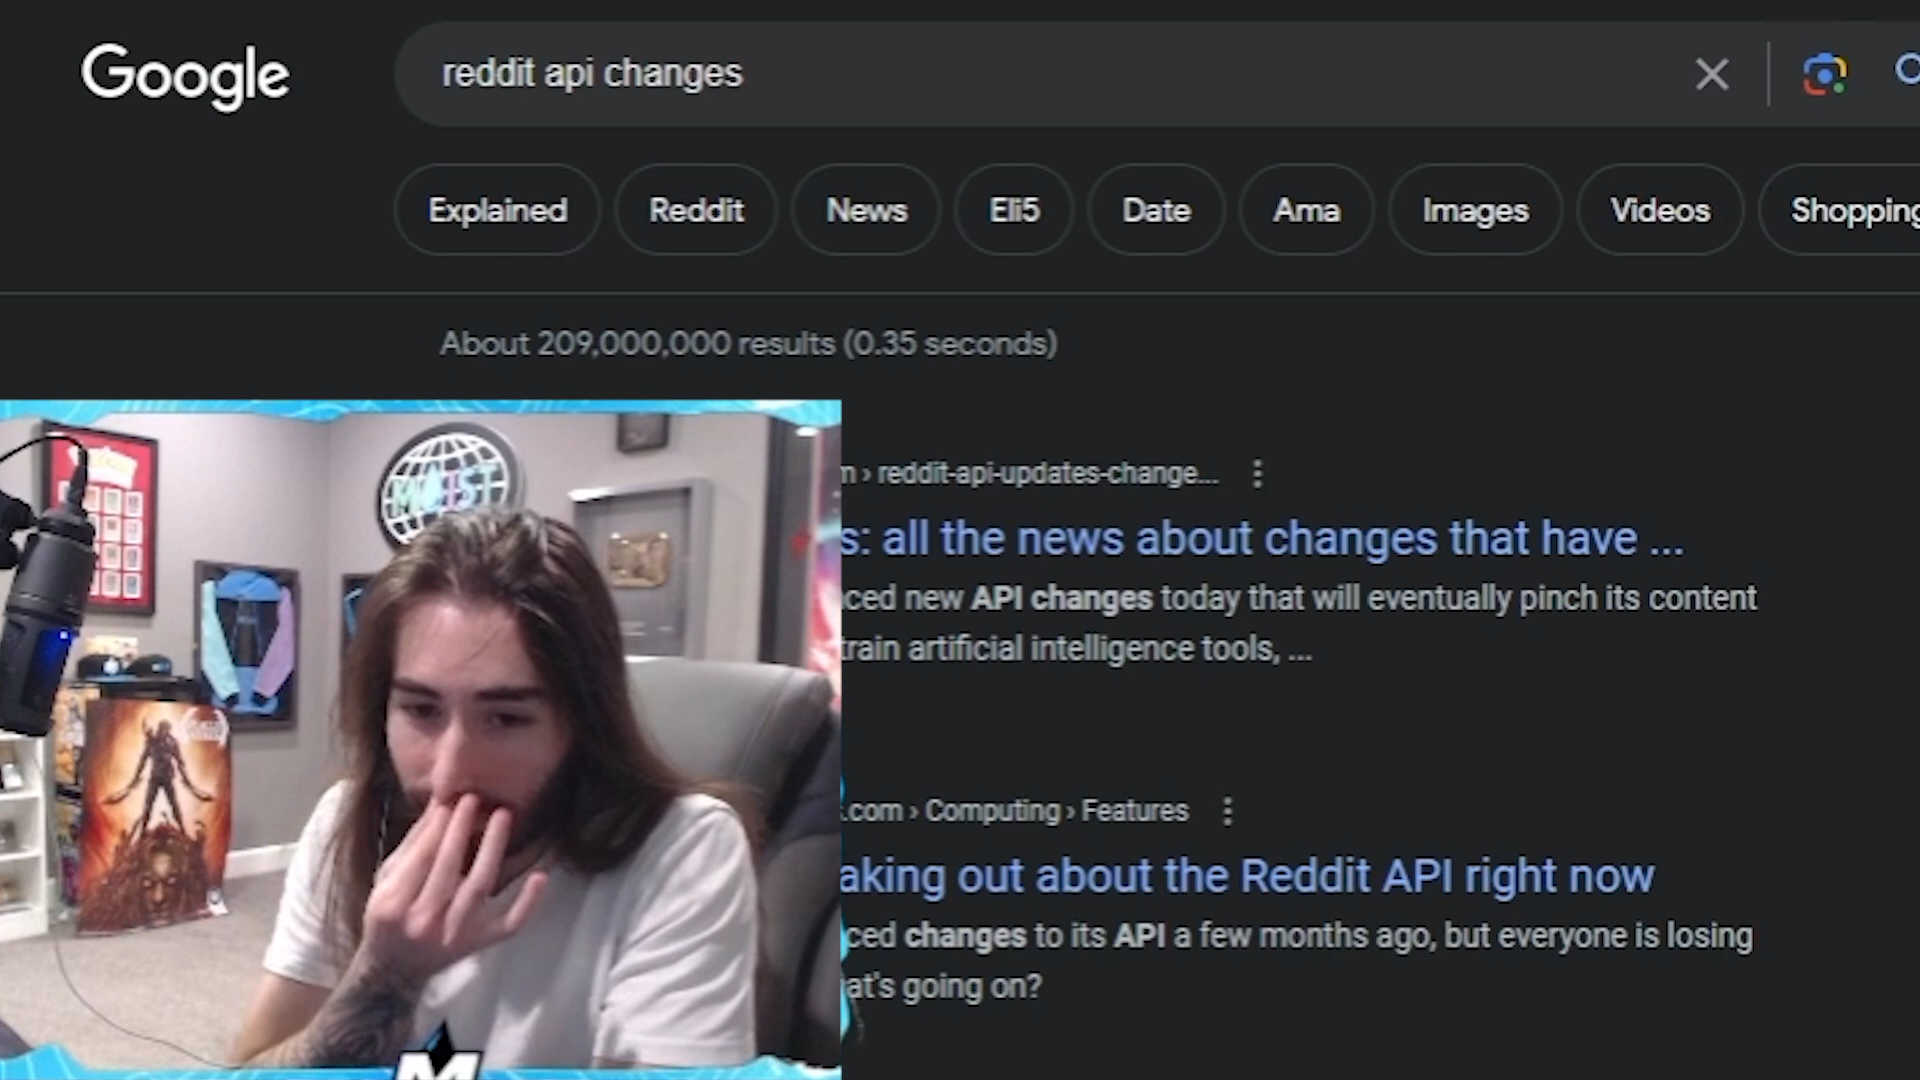 Google
reddit api changes
Explained
Reddit
News
Eli5
Date
Ama
Images
Videos
Shopping
About 209,000,000 results (0.35 seconds)
m › reddit-api-updates-change...
s: all the news about changes that have ...
ced new API changes today that will eventually pinch its content
train artificial intelligence tools, ...
.com › Computing › Features
aking out about the Reddit API right now
ced changes to its API a few months ago, but everyone is losing
at's going on?
MOIST
M